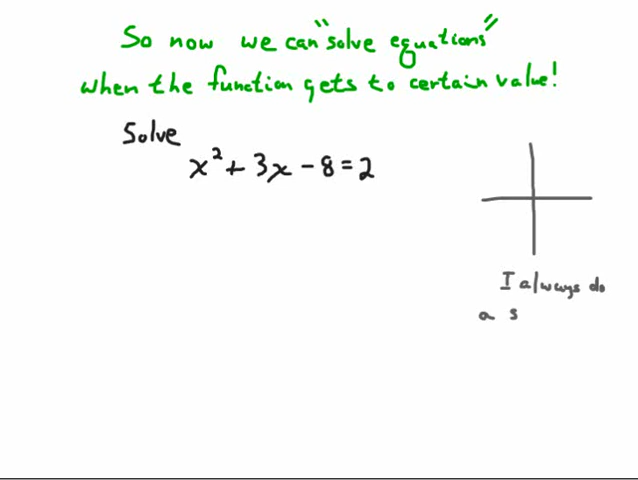 So now we can "solve equations"
when the function gets to certain value!
Solve
x² + 3x - 8 = 2
I always do
a s